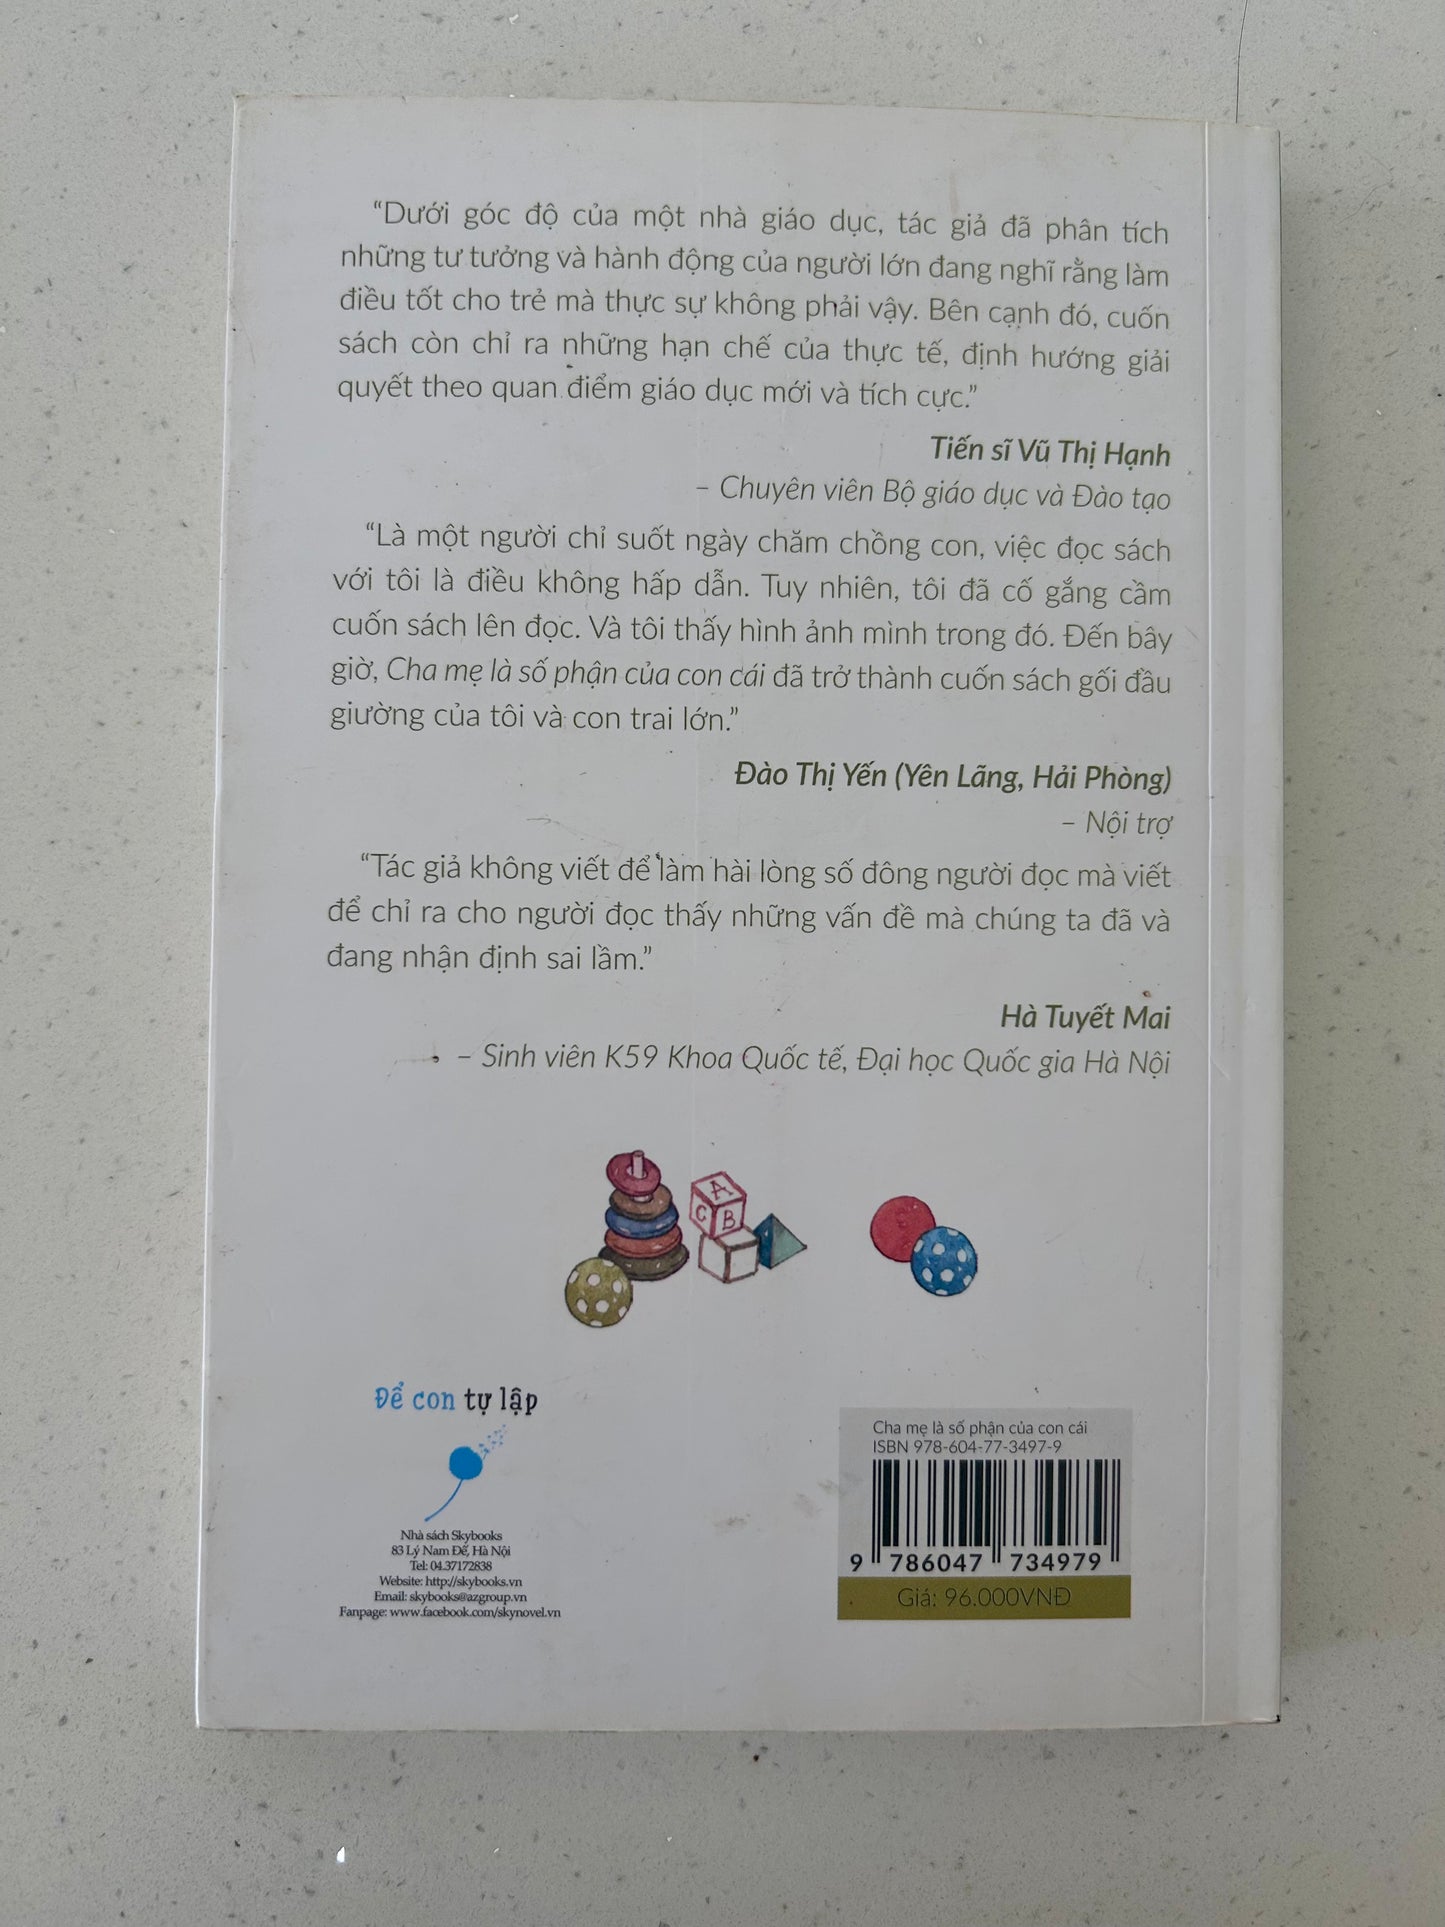 “Dưới góc độ của một nhà giáo dục, tác giả đã phân tích
những tư tưởng và hành động của người lớn đang nghĩ rằng làm
điều tốt cho trẻ mà thực sự không phải vậy. Bên cạnh đó, cuốn
sách còn chỉ ra những hạn chế của thực tế, định hướng giải
quyết theo quan điểm giáo dục mới và tích cực.”
Tiến sĩ Vũ Thị Hạnh
– Chuyên viên Bộ giáo dục và Đào tạo
“Là một người chỉ suốt ngày chăm chồng con, việc đọc sách
với tôi là điều không hấp dẫn. Tuy nhiên, tôi đã cố gắng cầm
cuốn sách lên đọc. Và tôi thấy hình ảnh mình trong đó. Đến bây
giờ, Cha mẹ là số phận của con cái đã trở thành cuốn sách gối đầu
giường của tôi và con trai lớn.”
Đào Thị Yến (Yên Lãng, Hải Phòng)
– Nội trợ
“Tác giả không viết để làm hài lòng số đông người đọc mà viết
để chỉ ra cho người đọc thấy những vấn đề mà chúng ta đã và
đang nhận định sai lầm.”
Hà Tuyết Mai
– Sinh viên K59 Khoa Quốc tế, Đại học Quốc gia Hà Nội
A
C B
Để con tự lập
Nhà sách Skybooks
83 Lý Nam Đế, Hà Nội
Tel: 04.37172838
Website: http://skybooks.vn
Email: skybooks@azgroup.vn
Fanpage: www.facebook.com/skynovel.vn
Cha mẹ là số phận của con cái
ISBN 978-604-77-3497-9
9 786047 734979
Giá: 96.000VNĐ